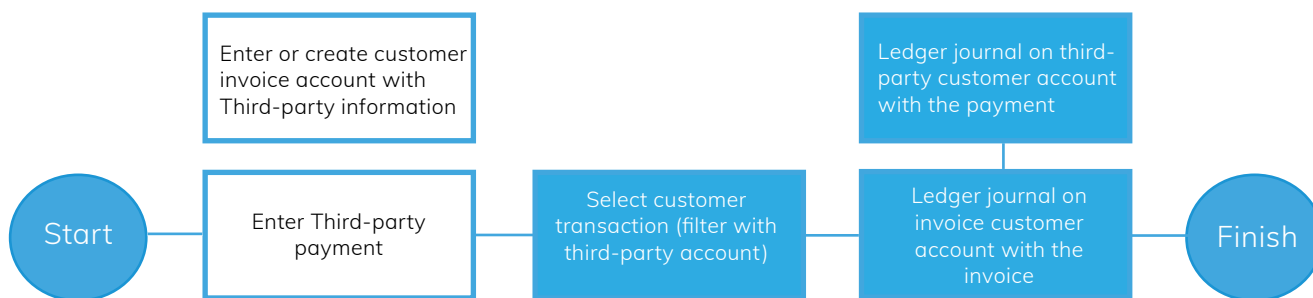 Enter or create customer
invoice account with
Third-party information
Ledger journal on third-
party customer account
with the payment
Start
Enter Third-party
payment
Select customer
transaction (filter with
third-party account)
Ledger journal on
invoice customer
account with the
invoice
Finish